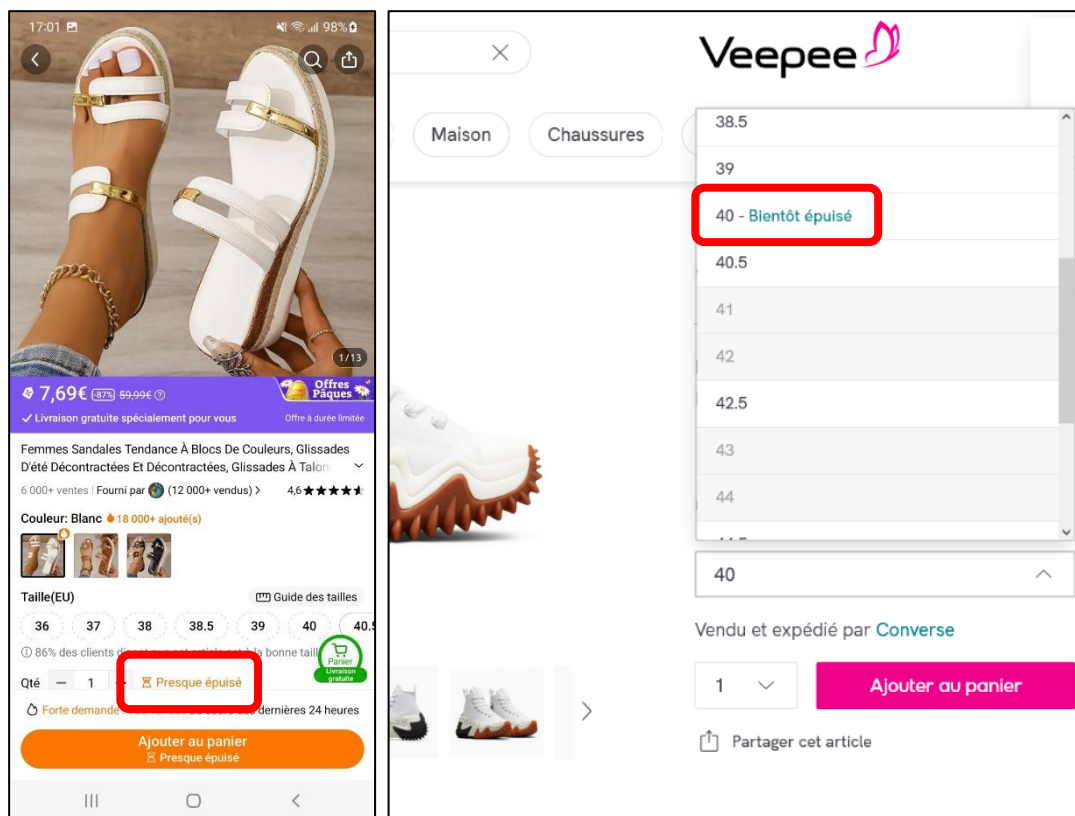 17:01
98%
1/13
7,69€ -87% 59,99€
Offres
Pâques
✓ Livraison gratuite spécialement pour vous
Offre à durée limitée
Femmes Sandales Tendance À Blocs De Couleurs, Glissades
D'été Décontractées Et Décontractées, Glissades À Talon
6 000+ ventes | Fourni par (12 000+ vendus) >
4,6 ★★★★★
Couleur: Blanc 18 000+ ajouté(s)
Taille(EU)
Guide des tailles
36 37 38 38.5 39 40 40.5
86% des clients
la bonne taill
Panier
Livraison
gratuite
Qté — 1
Presque épuisé
Forte demande
dernières 24 heures
Ajouter au panier
Presque épuisé
Veepee
Maison
Chaussures
38.5
39
40 - Bientôt épuisé
40.5
41
42
42.5
43
44
40
Vendu et expédié par Converse
1
Ajouter au panier
Partager cet article